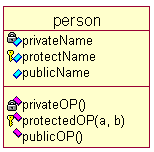 person
privateName
protectName
publicName
privateOP()
protectedOP(a, b)
publicOP()